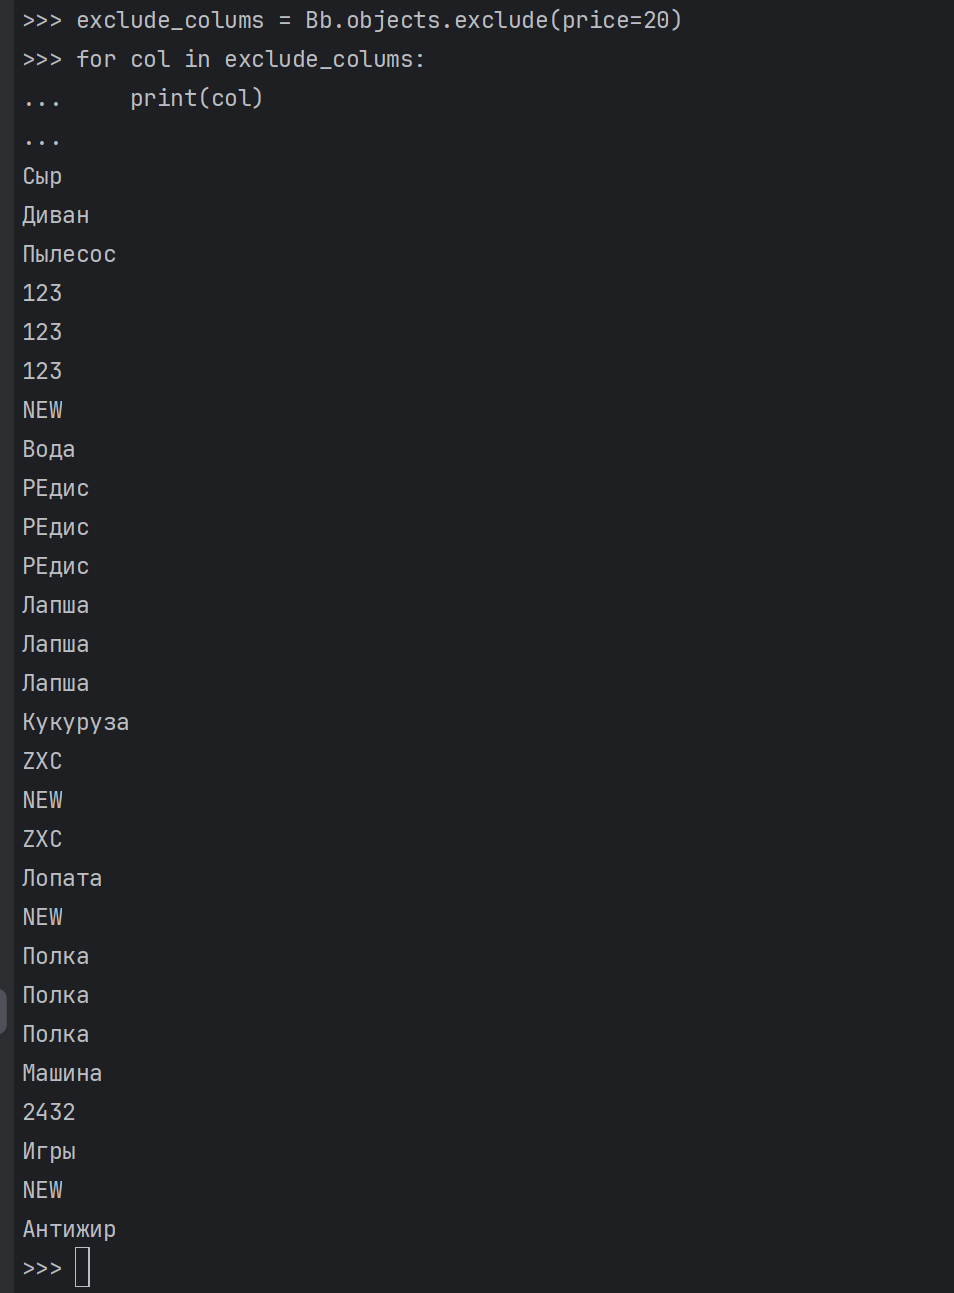 >>> exclude_colums = Bb.objects.exclude(price=20)
>>> for col in exclude_colums:
...     print(col)
...
Сыр
Диван
Пылесос
123
123
123
NEW
Вода
РЕдис
РЕдис
РЕдис
Лапша
Лапша
Лапша
Кукуруза
ZXC
NEW
ZXC
Лопата
NEW
Полка
Полка
Полка
Машина
2432
Игры
NEW
Антижир
>>>